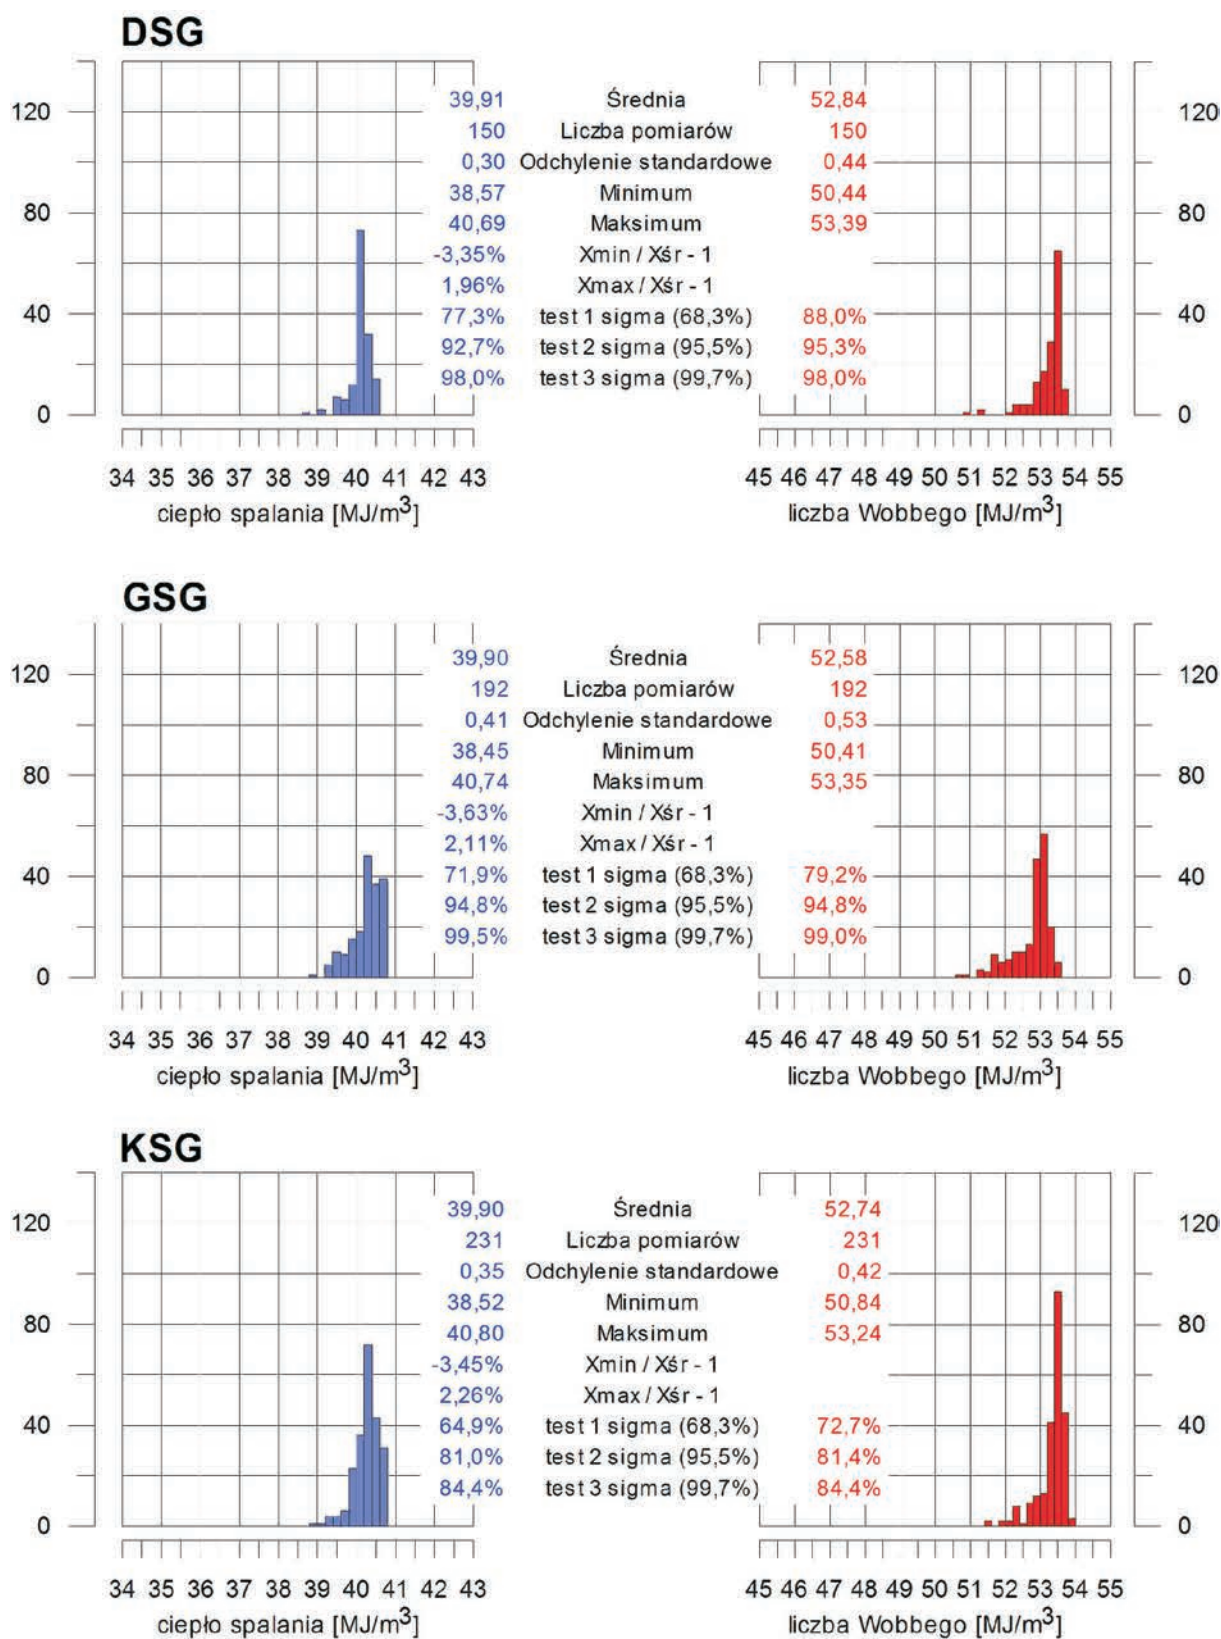 DSG
39,91 Średnia 52,84
120 150 Liczba pomiarów 150 120
0,30 Odchylenie standardowe 0,44
38,57 Minimum 50,44
80 40,69 Maksimum 53,39 80
-3,35% Xmin / Xśr - 1
1,96% Xmax / Xśr - 1
40 77,3% test 1 sigma (68,3%) 88,0% 40
92,7% test 2 sigma (95,5%) 95,3%
98,0% test 3 sigma (99,7%) 98,0%
0 0
34 35 36 37 38 39 40 41 42 43 45 46 47 48 49 50 51 52 53 54 55
ciepło spalania [MJ/m³] liczba Wobbego [MJ/m³]
GSG
39,90 Średnia 52,58
120 192 Liczba pomiarów 192 120
0,41 Odchylenie standardowe 0,53
38,45 Minimum 50,41
80 40,74 Maksimum 53,35 80
-3,63% Xmin / Xśr - 1
2,11% Xmax / Xśr - 1
40 71,9% test 1 sigma (68,3%) 79,2% 40
94,8% test 2 sigma (95,5%) 94,8%
99,5% test 3 sigma (99,7%) 99,0%
0 0
34 35 36 37 38 39 40 41 42 43 45 46 47 48 49 50 51 52 53 54 55
ciepło spalania [MJ/m³] liczba Wobbego [MJ/m³]
KSG
39,90 Średnia 52,74
120 231 Liczba pomiarów 231 120
0,35 Odchylenie standardowe 0,42
38,52 Minimum 50,84
80 40,80 Maksimum 53,24 80
-3,45% Xmin / Xśr - 1
2,26% Xmax / Xśr - 1
40 64,9% test 1 sigma (68,3%) 72,7% 40
81,0% test 2 sigma (95,5%) 81,4%
84,4% test 3 sigma (99,7%) 84,4%
0 0
34 35 36 37 38 39 40 41 42 43 45 46 47 48 49 50 51 52 53 54 55
ciepło spalania [MJ/m³] liczba Wobbego [MJ/m³]